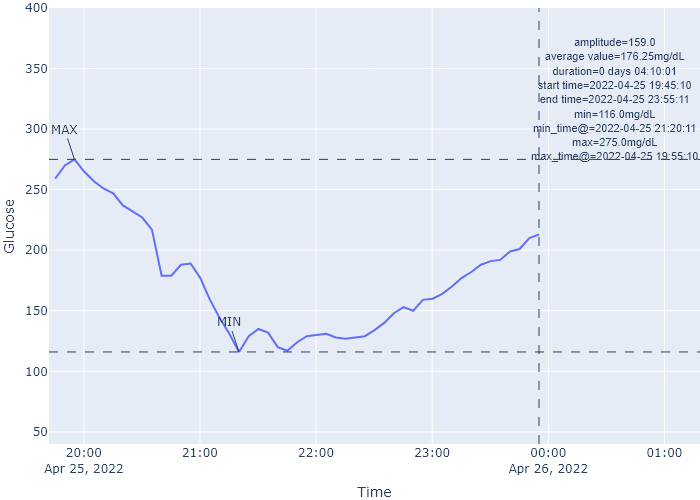 400
amplitude=159.0
average value=176.25mg/dL
350
duration=0 days 04:10:01
start time=2022-04-25 19:45:10
end time=2022-04-25 23:55:11
min=116.0mg/dL
300
MAX
min_time@=2022-04-25 21:20:11
max=275.0mg/dL
max_time@=2022-04-25 19:55:10
250
Glucose
200
150
MIN
100
50
20:00 21:00 22:00 23:00 00:00 01:00
Apr 25, 2022 Apr 26, 2022
Time